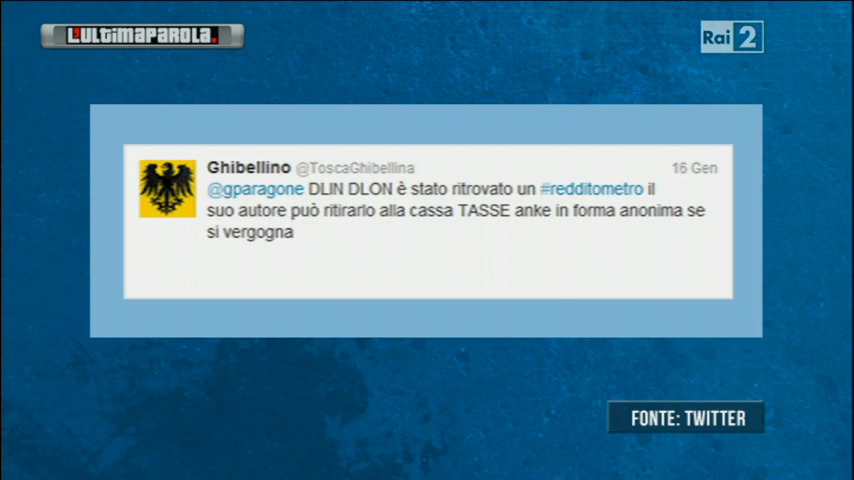 L'ULTIMAPAROLA.
Rai 2
Ghibellino @ToscaGhibellina 16 Gen
@gparagone DLIN DLON è stato ritrovato un #redditometro il
suo autore può ritirarlo alla cassa TASSE anke in forma anonima se
si vergogna
FONTE: TWITTER